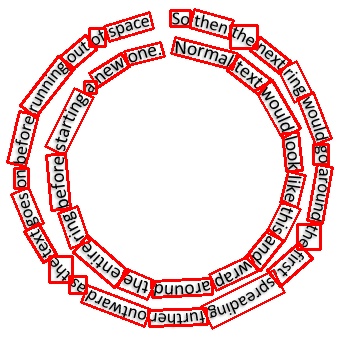 Normal text would look like this and wrap around the entire ring before starting a new one.
So then the next ring would go around the first spreading further outward as the text goes on before running out of space